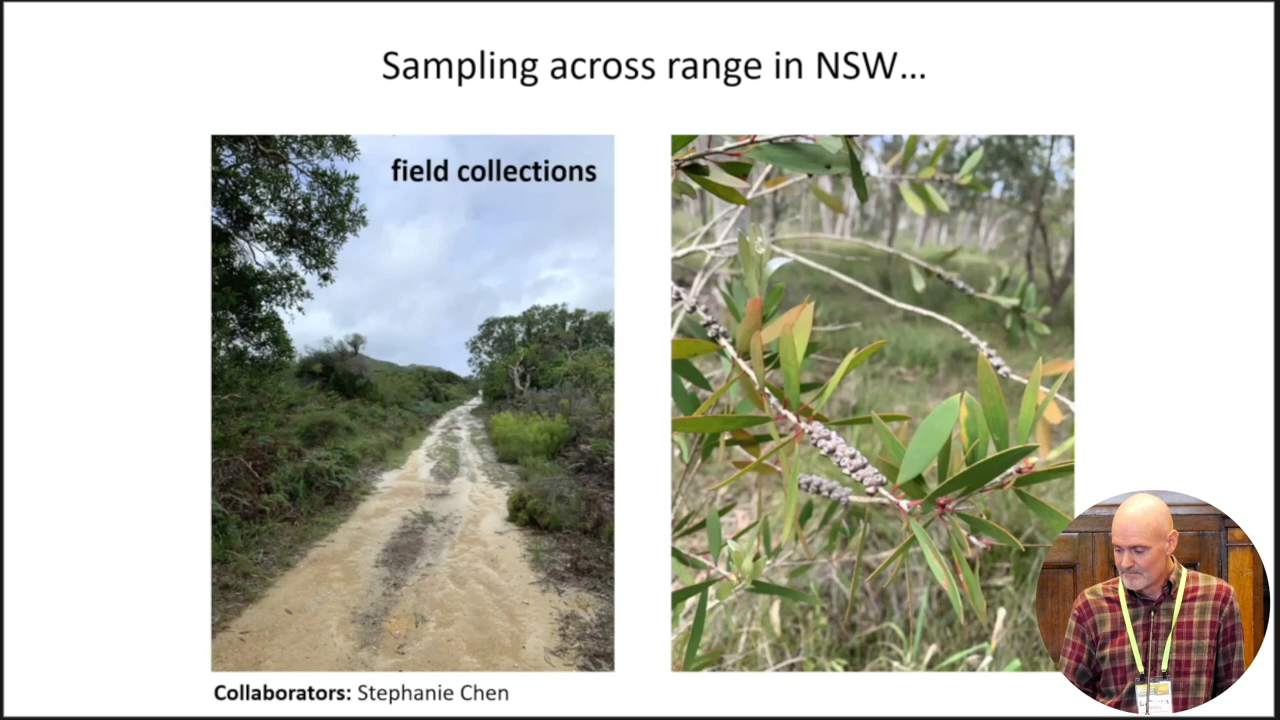 Sampling across range in NSW...
field collections
Collaborators: Stephanie Chen